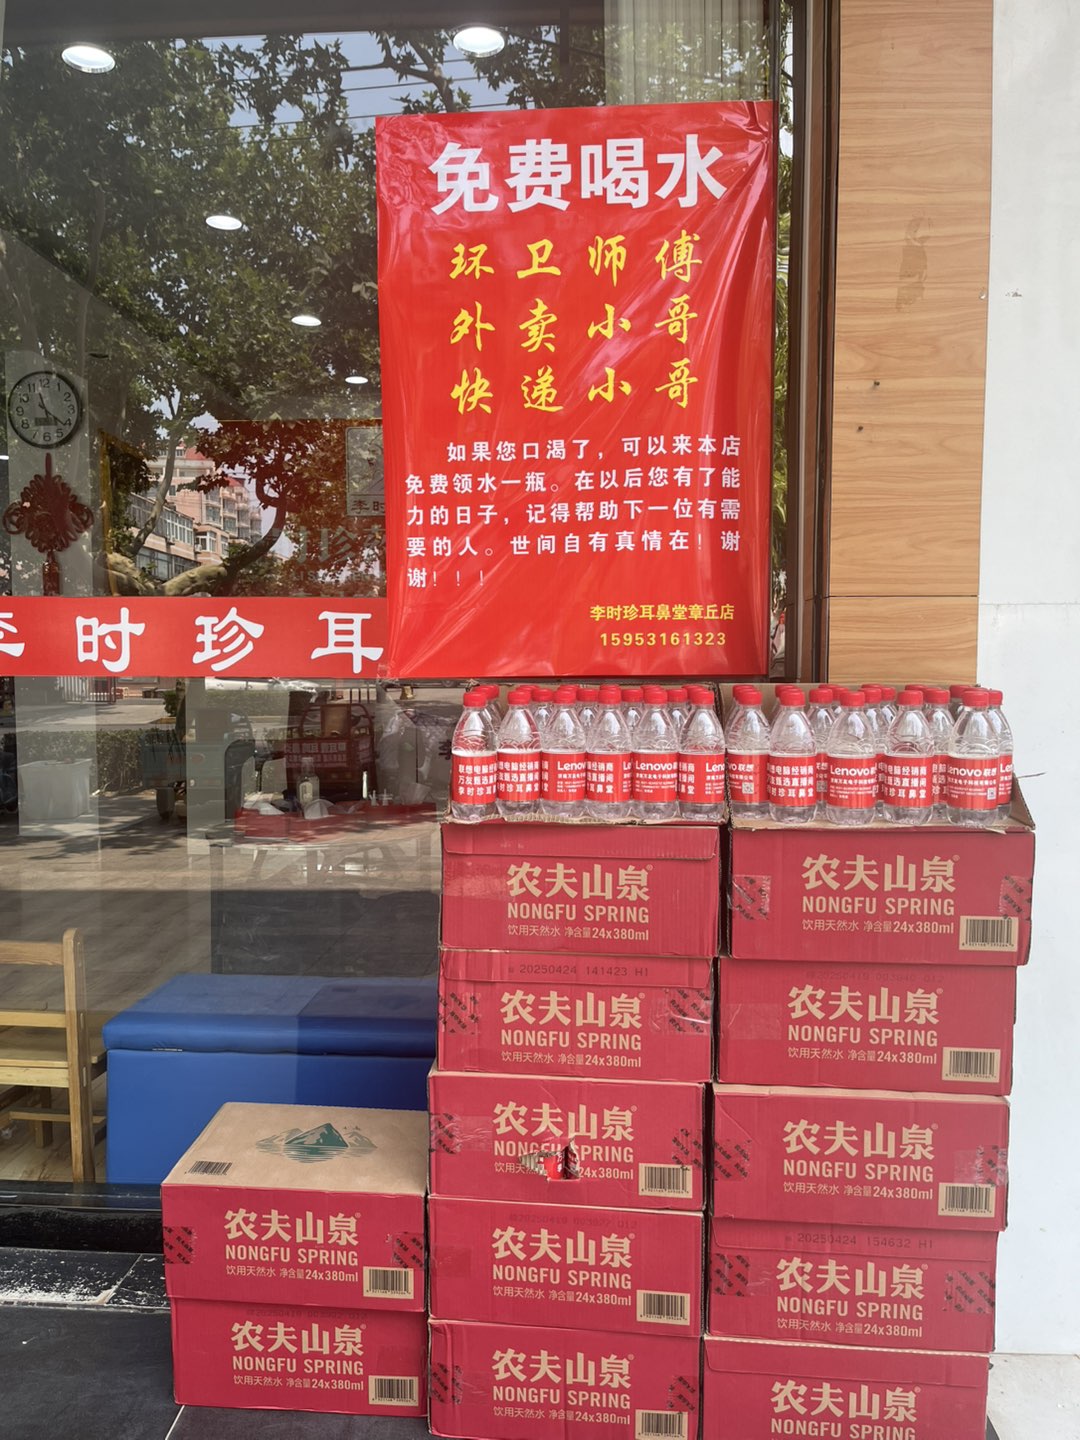 免费喝水
环卫师傅
外卖小哥
快递小哥
如果您口渴了，可以来本店
免费领水一瓶。在以后您有了能
力的日子，记得帮助下一位有需
要的人。世间自有真情在！谢
谢！！！
李时珍耳鼻堂章丘店
15953161323
李时珍耳
Lenovo
Lenovo
Lenovo
Lenovo联想
农夫山泉
NONGFU SPRING
饮用天然水 净含量24x380ml
农夫山泉
NONGFU SPRING
饮用天然水 净含量24x380ml
20250424 141423 H1
农夫山泉
NONGFU SPRING
饮用天然水 净含量24x380ml
农夫山泉
NONGFU SPRING
饮用天然水 净含量24x380ml
农夫山泉
NONGFU SPRING
24x380ml
农夫山泉
NONGFU SPRING
饮用天然水 净含量24x380ml
农夫山泉
NONGFU SPRING
饮用天然水 净含量24x380ml
20250424 154632 H1
农夫山泉
NONGFU SPRING
饮用天然水 净含量24x380ml
农夫山泉
NONGFU SPRING
饮用天然水 净含量24x380ml
农夫山泉
NONGFU SPRING
饮用天然水 净含量24x380ml
农夫山泉
NONGFU SPRING
饮用天然水 净含量24x380ml
农夫山泉
NONGFU SPRING